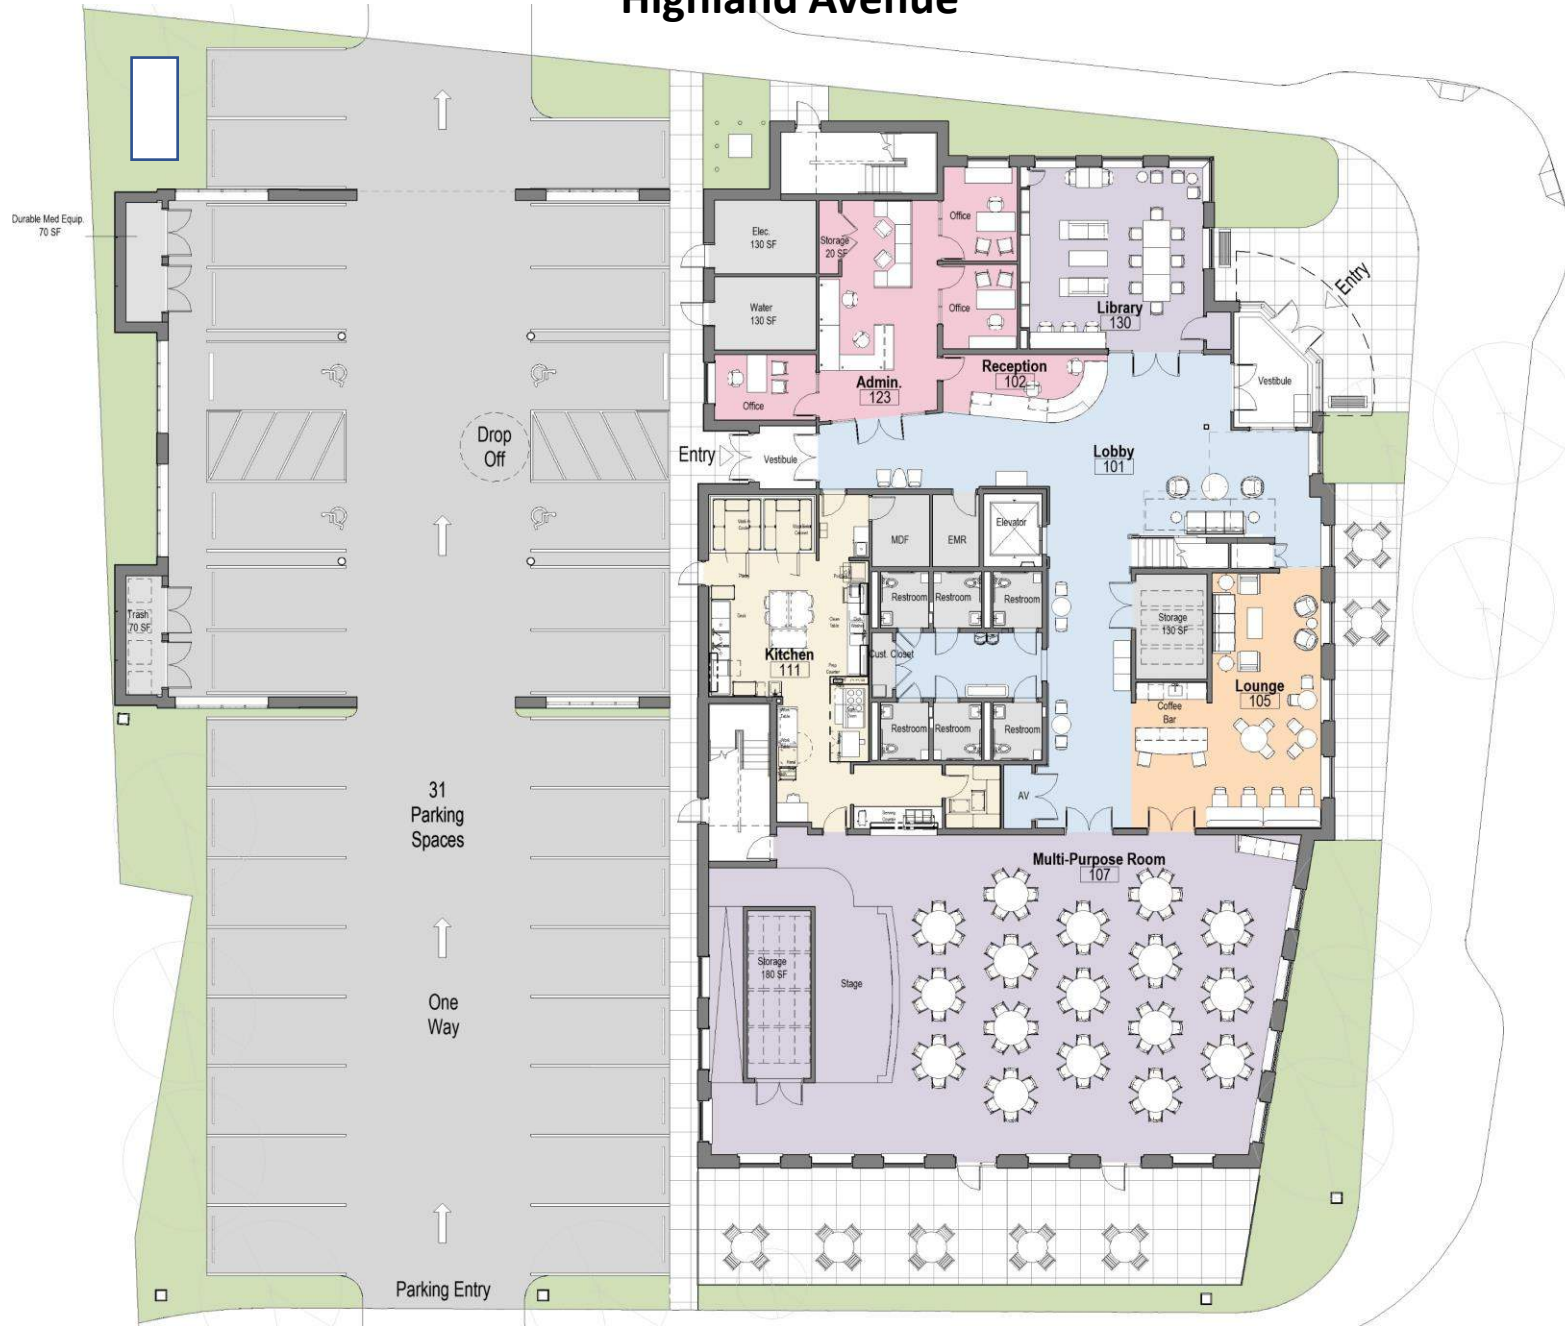 Highland Avenue
Durable Med Equip.
70 SF
Elec.
130 SF
Storage
20 SF
Office
Library
130
Entry
Water
130 SF
Office
Office
Admin.
123
Reception
102
Vestibule
Drop
Off
Entry
Vestibule
Lobby
101
MDF
EMR
Elevator
Trash
70 SF
Restroom
Restroom
Restroom
Storage
130 SF
Kitchen
111
Cust. Closet
Lounge
105
Coffee
Bar
Restroom
Restroom
Restroom
31
Parking
Spaces
AV
Multi-Purpose Room
107
Storage
180 SF
Stage
One
Way
Parking Entry